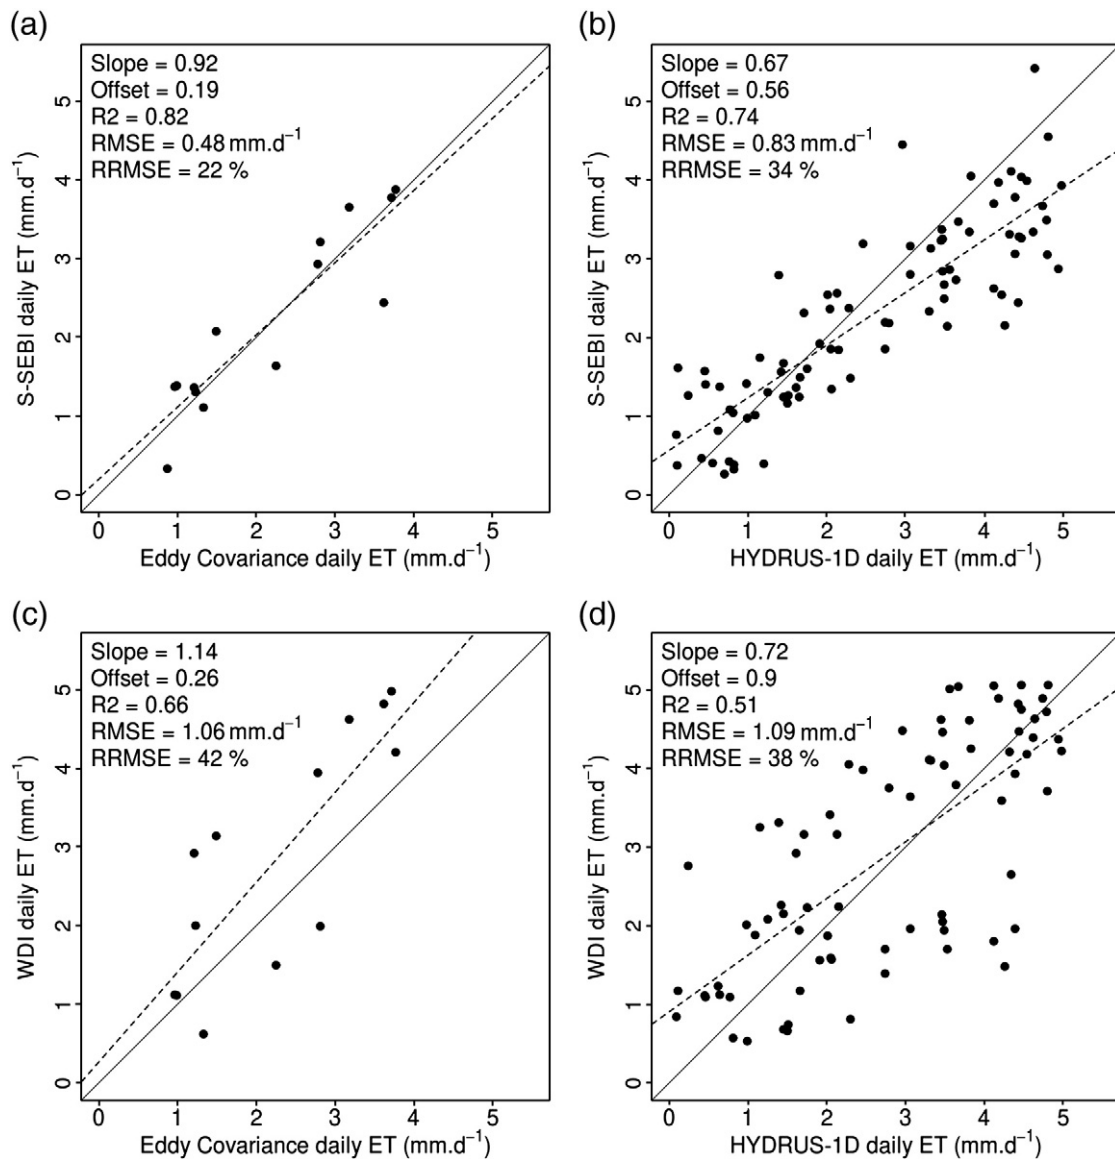 (a)
Slope = 0.92
Offset = 0.19
R2 = 0.82
RMSE = 0.48 mm.d⁻¹
RRMSE = 22 %
S-SEBI daily ET (mm.d⁻¹)
0 1 2 3 4 5
0 1 2 3 4 5
Eddy Covariance daily ET (mm.d⁻¹)
(b)
Slope = 0.67
Offset = 0.56
R2 = 0.74
RMSE = 0.83 mm.d⁻¹
RRMSE = 34 %
S-SEBI daily ET (mm.d⁻¹)
0 1 2 3 4 5
0 1 2 3 4 5
HYDRUS-1D daily ET (mm.d⁻¹)
(c)
Slope = 1.14
Offset = 0.26
R2 = 0.66
RMSE = 1.06 mm.d⁻¹
RRMSE = 42 %
WDI daily ET (mm.d⁻¹)
0 1 2 3 4 5
0 1 2 3 4 5
Eddy Covariance daily ET (mm.d⁻¹)
(d)
Slope = 0.72
Offset = 0.9
R2 = 0.51
RMSE = 1.09 mm.d⁻¹
RRMSE = 38 %
WDI daily ET (mm.d⁻¹)
0 1 2 3 4 5
0 1 2 3 4 5
HYDRUS-1D daily ET (mm.d⁻¹)